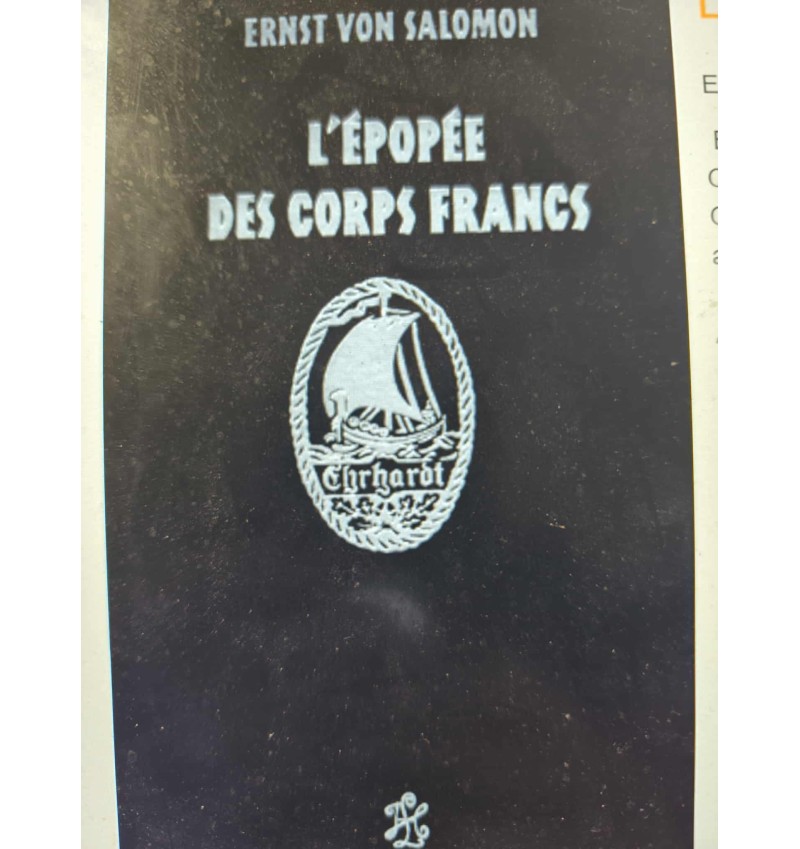 ERNST VON SALOMON
L'ÉPOPÉE
DES CORPS FRANCS
Ehrhardt